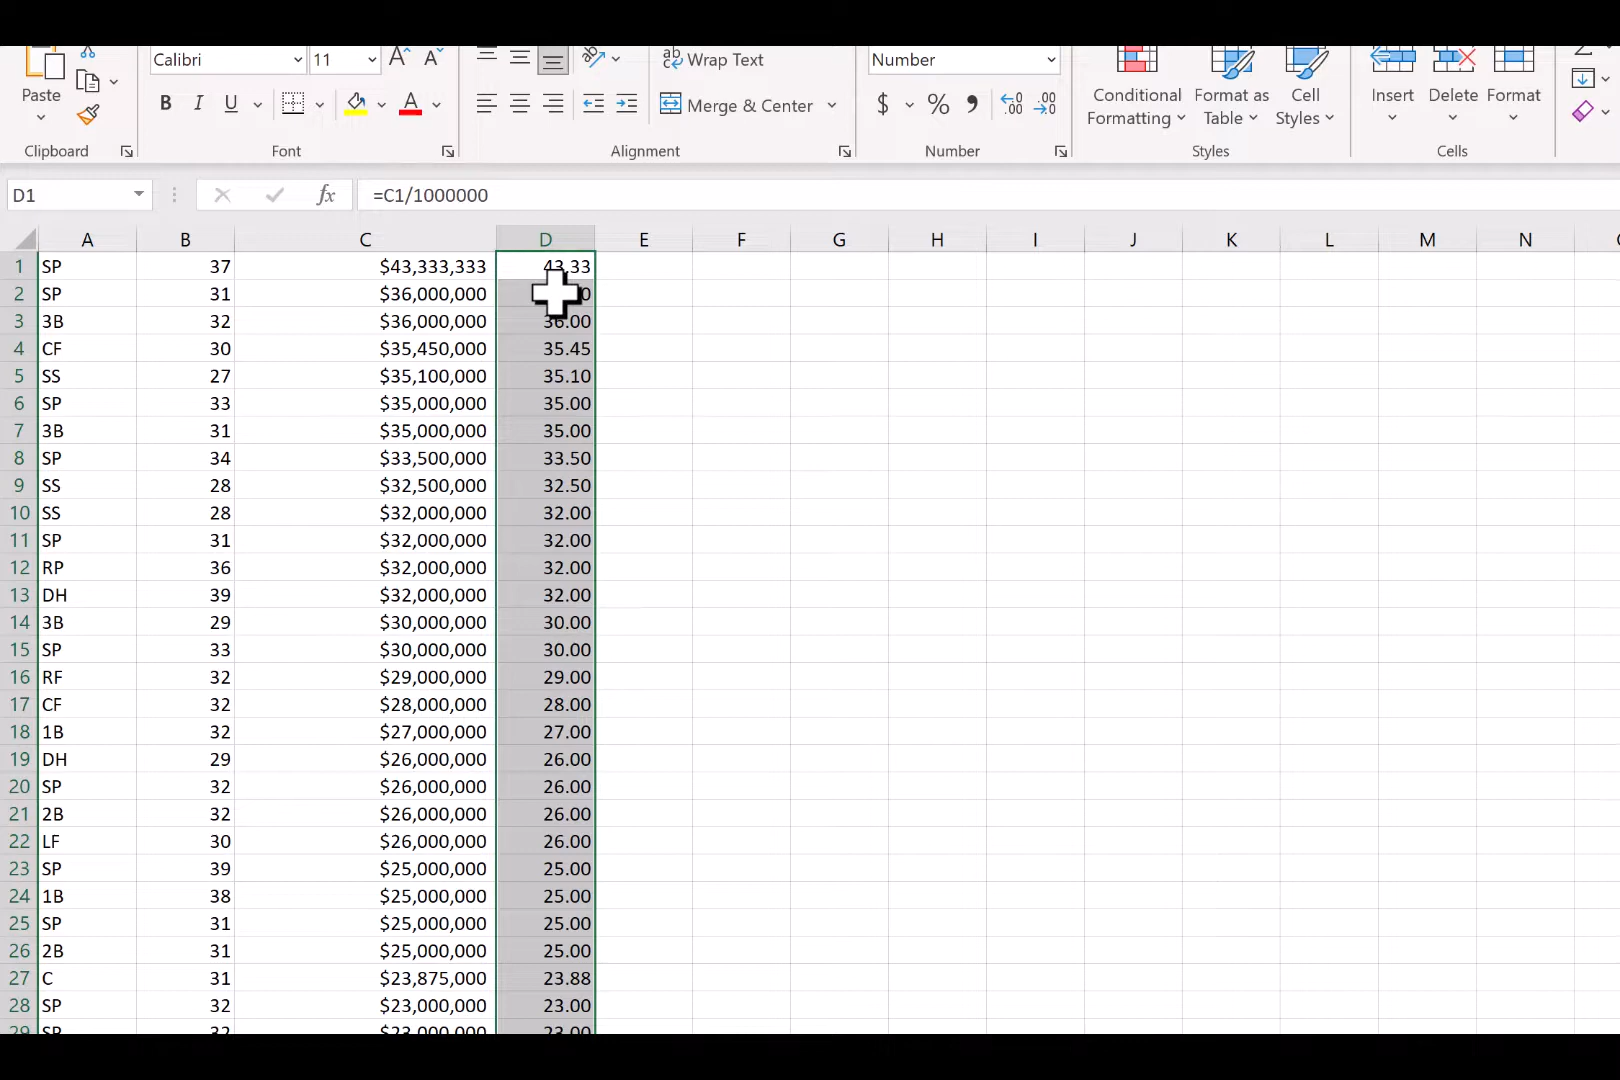 Calibri 11 Wrap Text Number
Paste B I U Merge & Center $ % Conditional Formatting Format as Table Cell Styles Insert Delete Format
Clipboard Font Alignment Number Styles Cells
D1 fx =C1/1000000
A B C D E F G H I J K L M N
1 SP 37 $43,333,333 43.33
2 SP 31 $36,000,000
3 3B 32 $36,000,000 36.00
4 CF 30 $35,450,000 35.45
5 SS 27 $35,100,000 35.10
6 SP 33 $35,000,000 35.00
7 3B 31 $35,000,000 35.00
8 SP 34 $33,500,000 33.50
9 SS 28 $32,500,000 32.50
10 SS 28 $32,000,000 32.00
11 SP 31 $32,000,000 32.00
12 RP 36 $32,000,000 32.00
13 DH 39 $32,000,000 32.00
14 3B 29 $30,000,000 30.00
15 SP 33 $30,000,000 30.00
16 RF 32 $29,000,000 29.00
17 CF 32 $28,000,000 28.00
18 1B 32 $27,000,000 27.00
19 DH 29 $26,000,000 26.00
20 SP 32 $26,000,000 26.00
21 2B 32 $26,000,000 26.00
22 LF 30 $26,000,000 26.00
23 SP 39 $25,000,000 25.00
24 1B 38 $25,000,000 25.00
25 SP 31 $25,000,000 25.00
26 2B 31 $25,000,000 25.00
27 C 31 $23,875,000 23.88
28 SP 32 $23,000,000 23.00
29 SP 32 $23,000,000 23.00